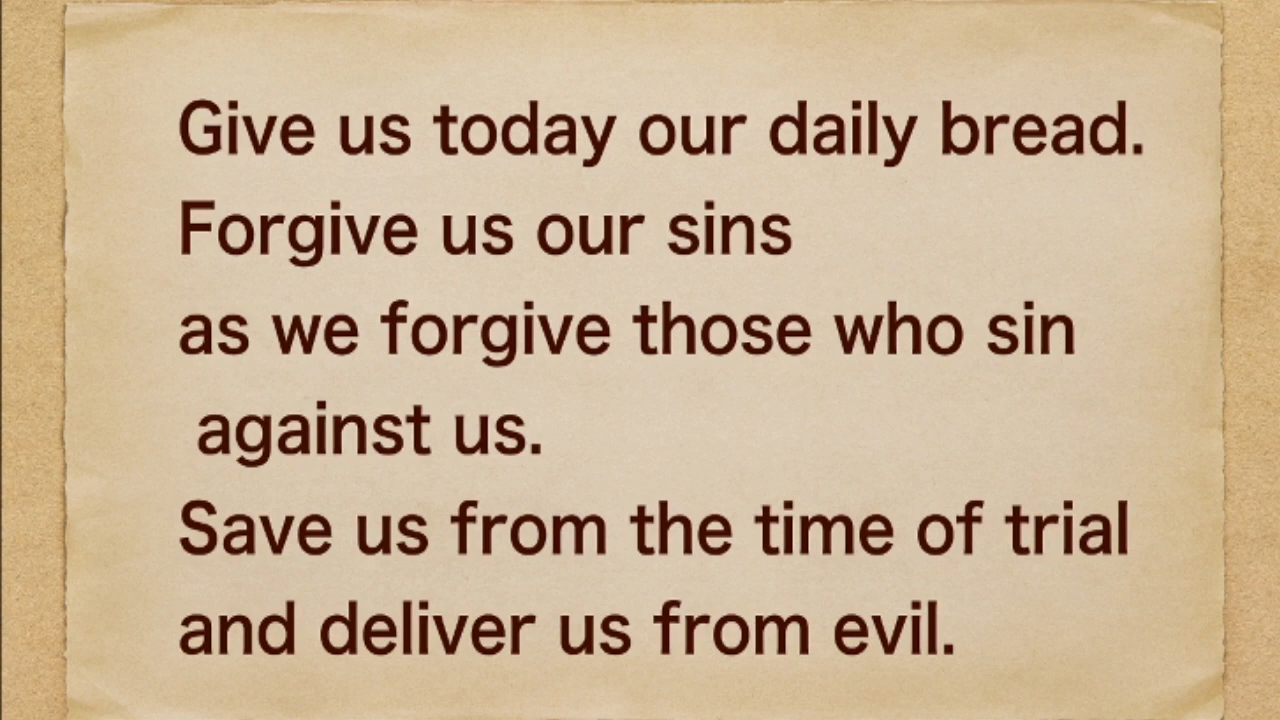 Give us today our daily bread.
Forgive us our sins
as we forgive those who sin
against us.
Save us from the time of trial
and deliver us from evil.